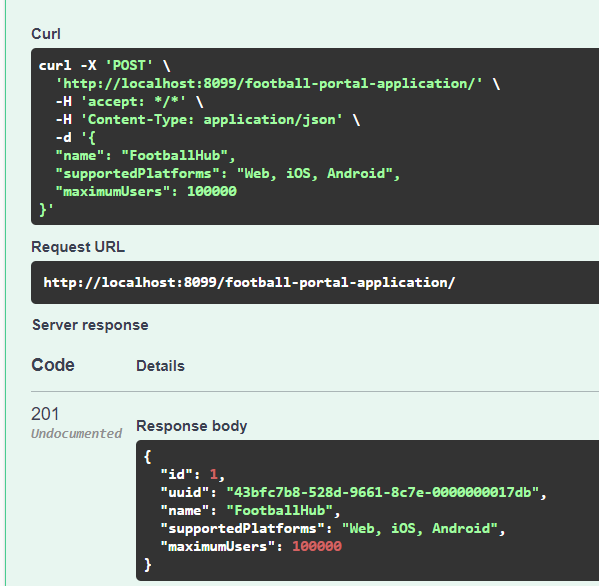 Curl
curl -X 'POST' \
  'http://localhost:8099/football-portal-application/' \
  -H 'accept: */*' \
  -H 'Content-Type: application/json' \
  -d '{
  "name": "FootballHub",
  "supportedPlatforms": "Web, iOS, Android",
  "maximumUsers": 100000
}'
Request URL
http://localhost:8099/football-portal-application/
Server response
Code Details
201
Undocumented
Response body
{
  "id": 1,
  "uuid": "43bfc7b8-528d-9661-8c7e-0000000017db",
  "name": "FootballHub",
  "supportedPlatforms": "Web, iOS, Android",
  "maximumUsers": 100000
}